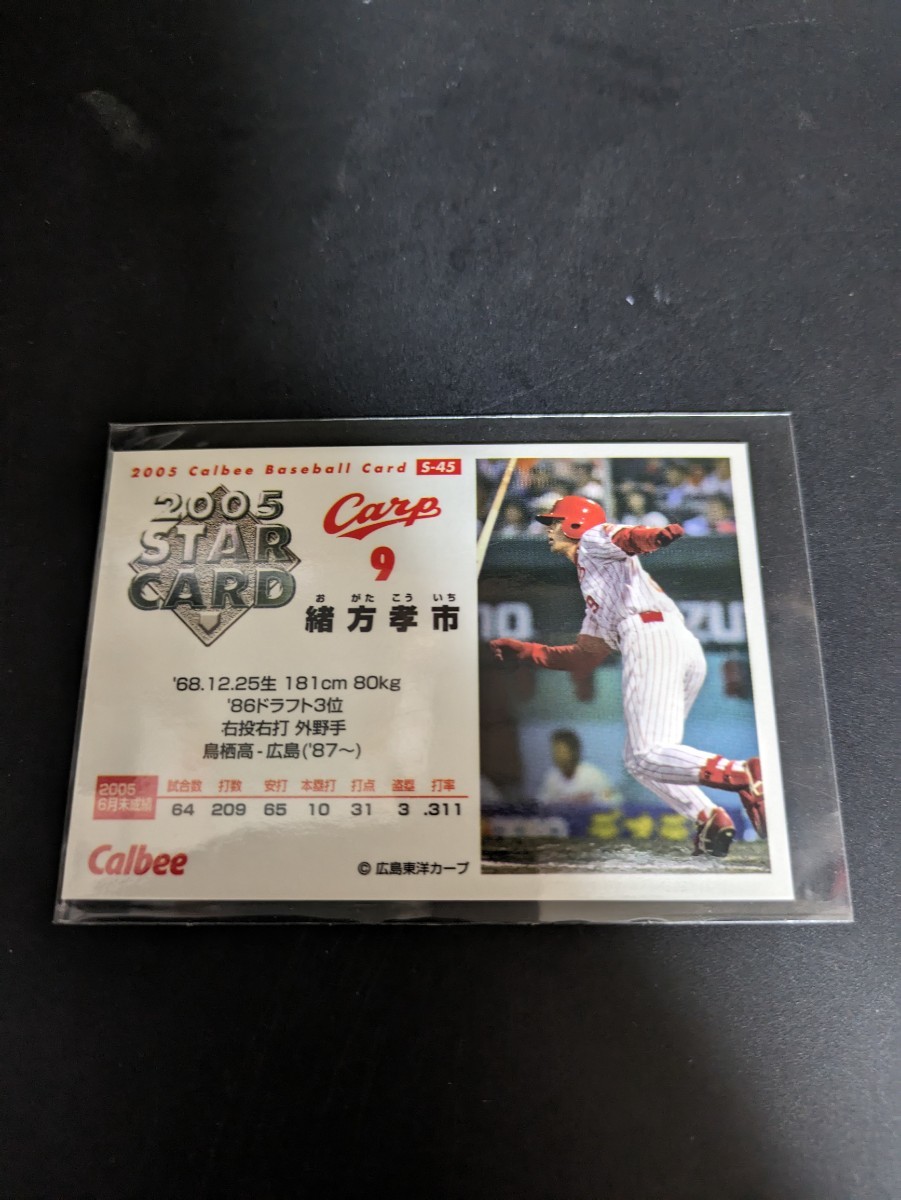 2005 Calbee Baseball Card S-45
2005
STAR
CARD
Carp
9
お がた こう いち
緒方孝市
'68.12.25生 181cm 80kg
'86ドラフト3位
右投右打 外野手
鳥栖高-広島('87〜)
2005
6月末成績
試合数 打数 安打 本塁打 打点 盗塁 打率
64 209 65 10 31 3 .311
Calbee
© 広島東洋カープ
9